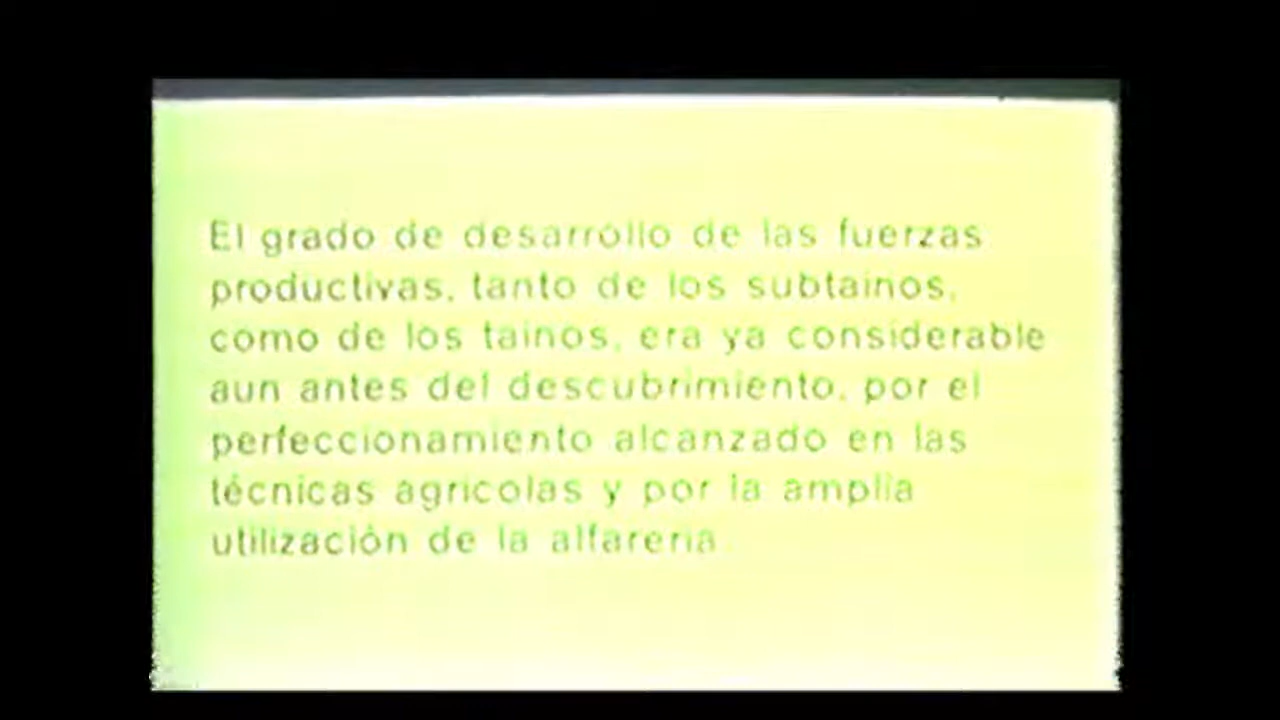 El grado de desarrollo de las fuerzas
productivas, tanto de los subtainos,
como de los tainos, era ya considerable
aun antes del descubrimiento, por el
perfeccionamiento alcanzado en las
técnicas agricolas y por la amplia
utilización de la alfareria